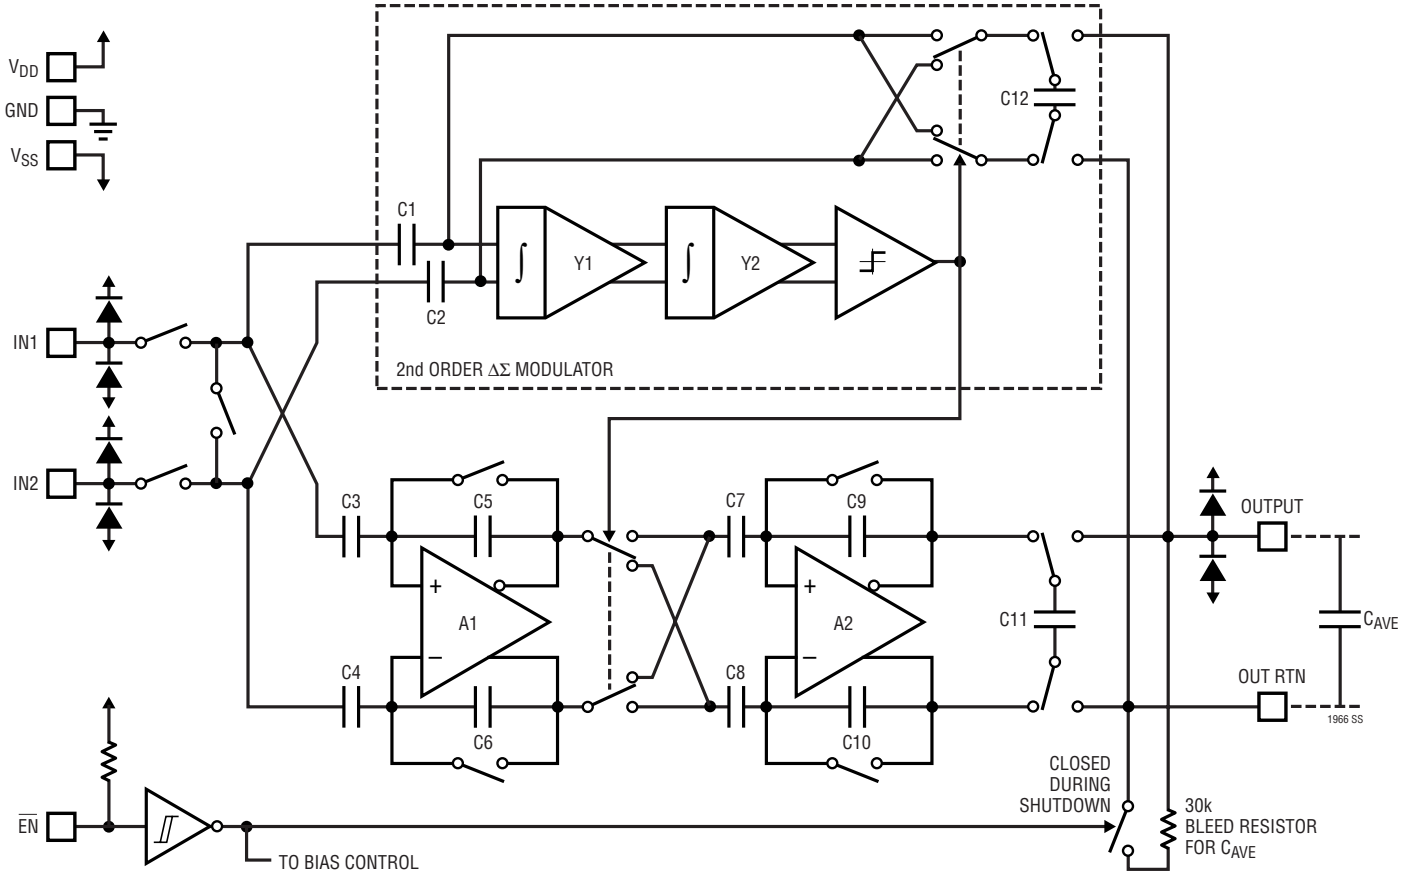 VDD
GND
VSS
C12
C1
C2
∫
Y1
∫
Y2
IN1
2nd ORDER ΔΣ MODULATOR
IN2
C3
C5
C7
C9
OUTPUT
+
A1
−
+
A2
−
C11
CAVE
C4
C6
C8
C10
OUT RTN
1966 SS
CLOSED
DURING
SHUTDOWN
30k
BLEED RESISTOR
FOR CAVE
EN
TO BIAS CONTROL